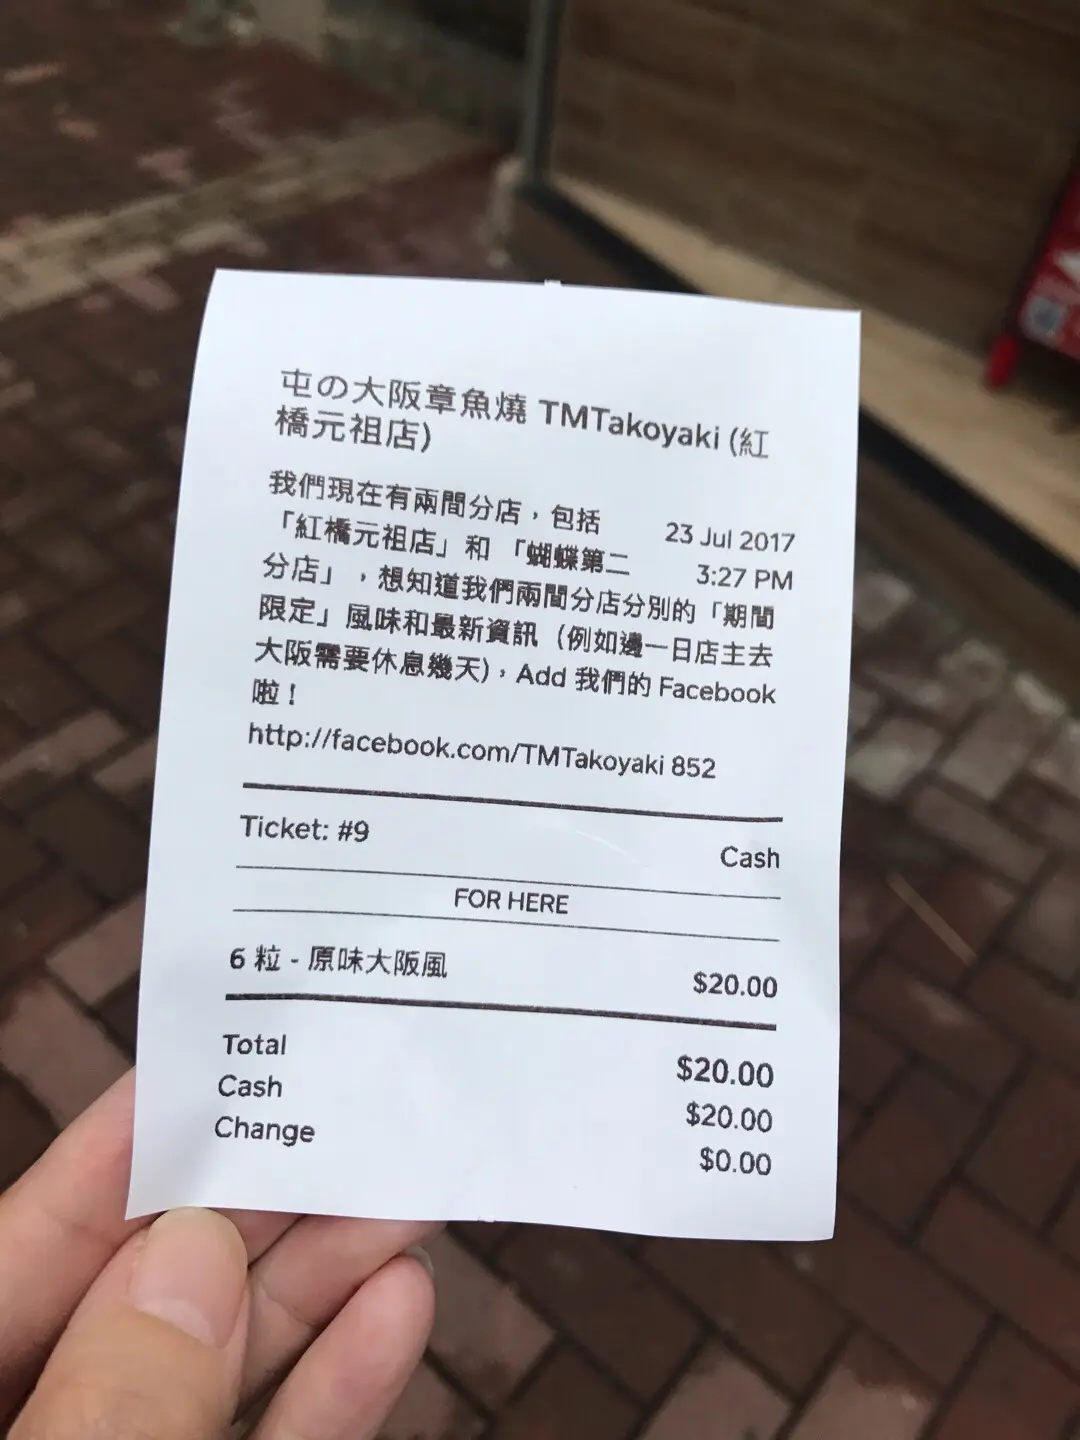 屯の大阪章魚燒 TMTakoyaki (紅
橋元祖店)
我們現在有兩間分店，包括
23 Jul 2017
「紅橋元祖店」和「蝴蝶第二
3:27 PM
分店」，想知道我們兩間分店分別的「期間
限定」風味和最新資訊（例如邊一日店主去
大阪需要休息幾天)，Add 我們的 Facebook
啦！
http://facebook.com/TMTakoyaki 852
Ticket: #9
Cash
FOR HERE
6 粒 - 原味大阪風 $20.00
Total $20.00
Cash $20.00
Change $0.00